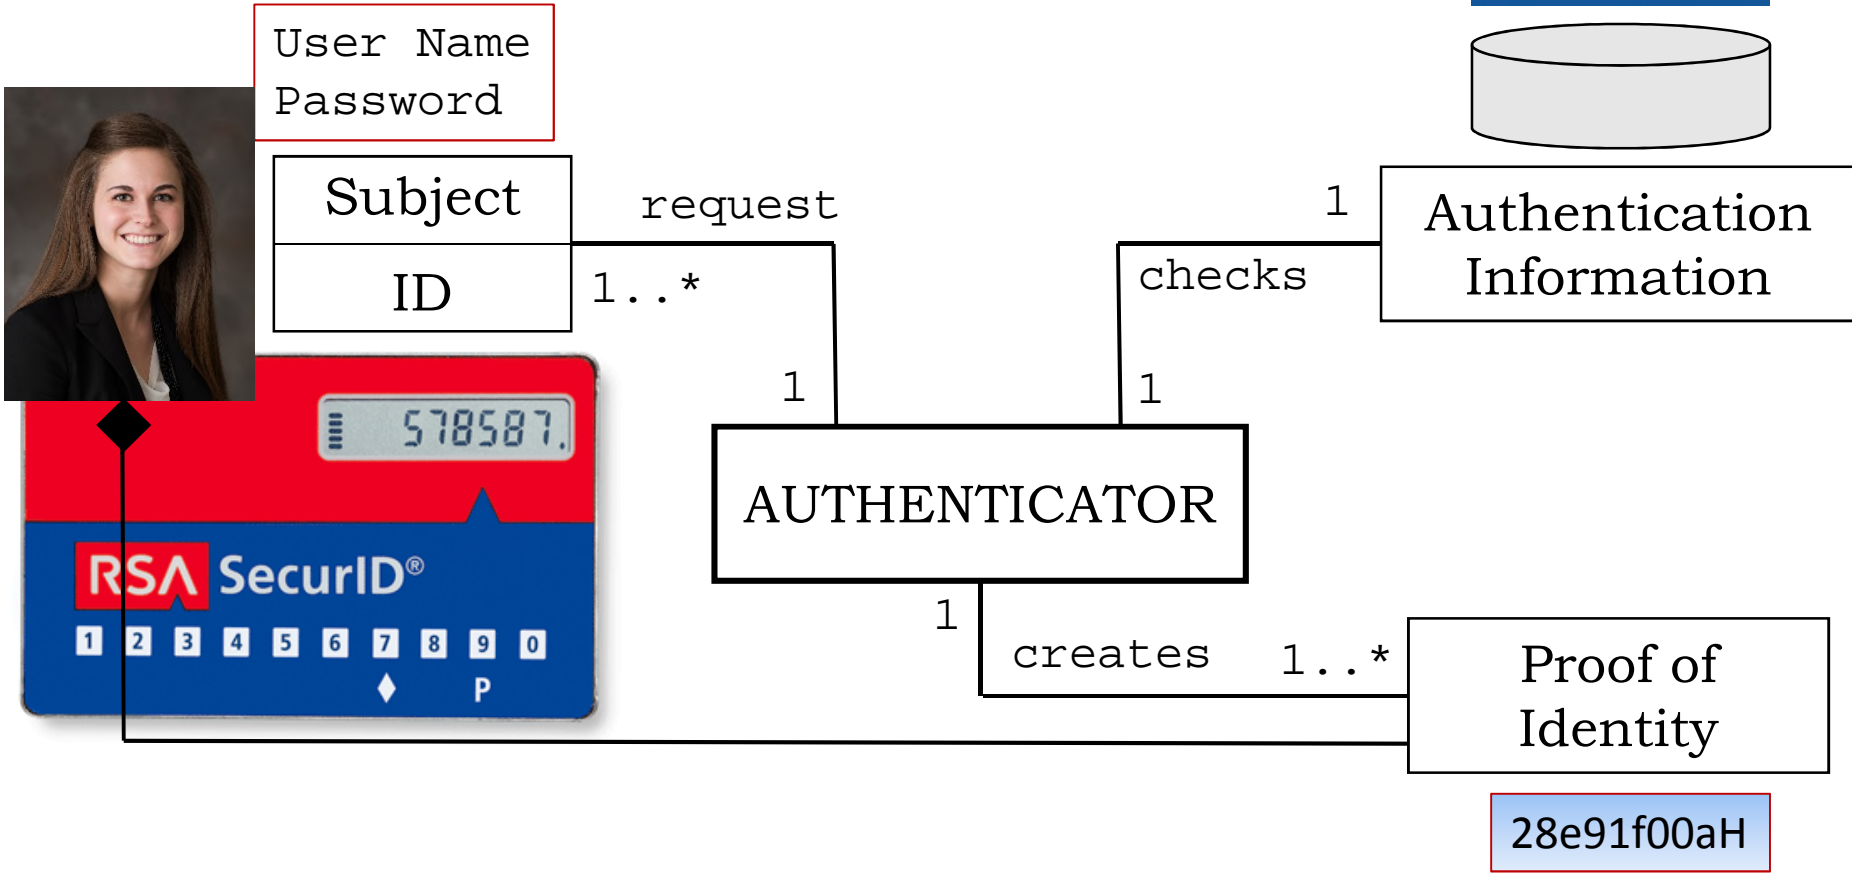 User Name
Password
Subject
ID
request
1..*
1
checks
1
1
Authentication
Information
AUTHENTICATOR
578587.
RSA SecurID®
1 2 3 4 5 6 7 8 9 0
P
1
creates
1..*
Proof of
Identity
28e91f00aH